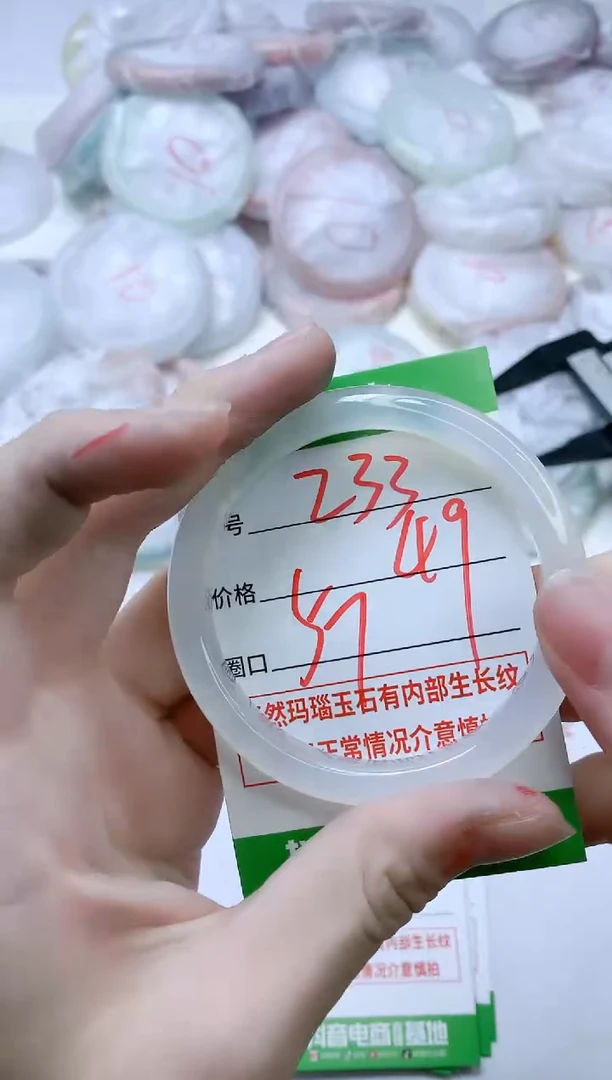 号 233
价格 49
圈口 57
然玛瑙玉石有内部生长纹
正常情况介意慎
内部生长纹
情况介意慎拍
抖音电商 基地